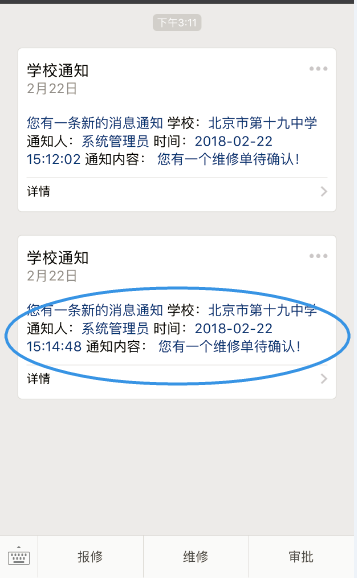 下午3:11
学校通知
2月22日
您有一条新的消息通知 学校：北京市第十九中学
通知人：系统管理员 时间：2018-02-22
15:12:02 通知内容： 您有一个维修单待确认！
详情
学校通知
2月22日
您有一条新的消息通知 学校：北京市第十九中学
通知人：系统管理员 时间：2018-02-22
15:14:48 通知内容： 您有一个维修单待确认！
详情
报修 维修 审批